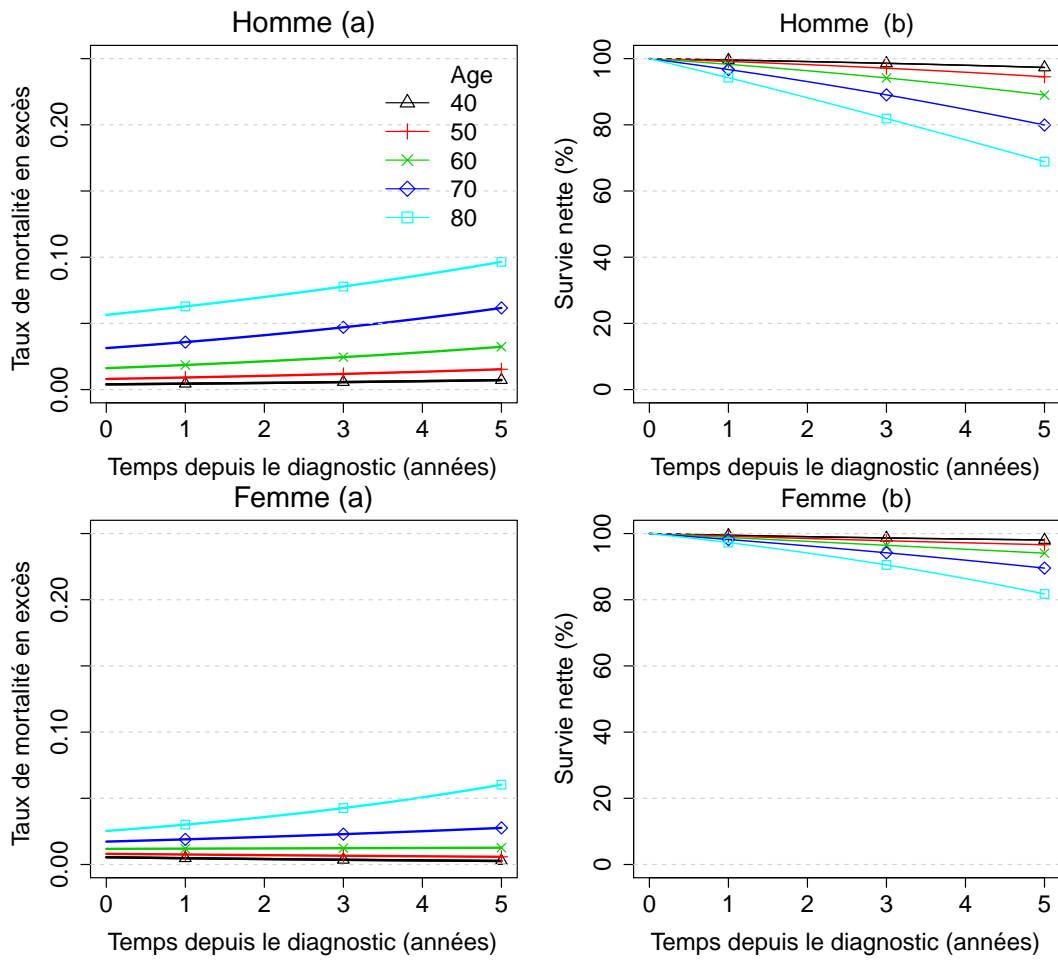 Homme (a)
Taux de mortalité en excès
0.00 0.10 0.20
Age
40
50
60
70
80
0 1 2 3 4 5
Temps depuis le diagnostic (années)
Homme (b)
Survie nette (%)
0 20 40 60 80 100
0 1 2 3 4 5
Temps depuis le diagnostic (années)
Femme (a)
Taux de mortalité en excès
0.00 0.10 0.20
0 1 2 3 4 5
Temps depuis le diagnostic (années)
Femme (b)
Survie nette (%)
0 20 40 60 80 100
0 1 2 3 4 5
Temps depuis le diagnostic (années)